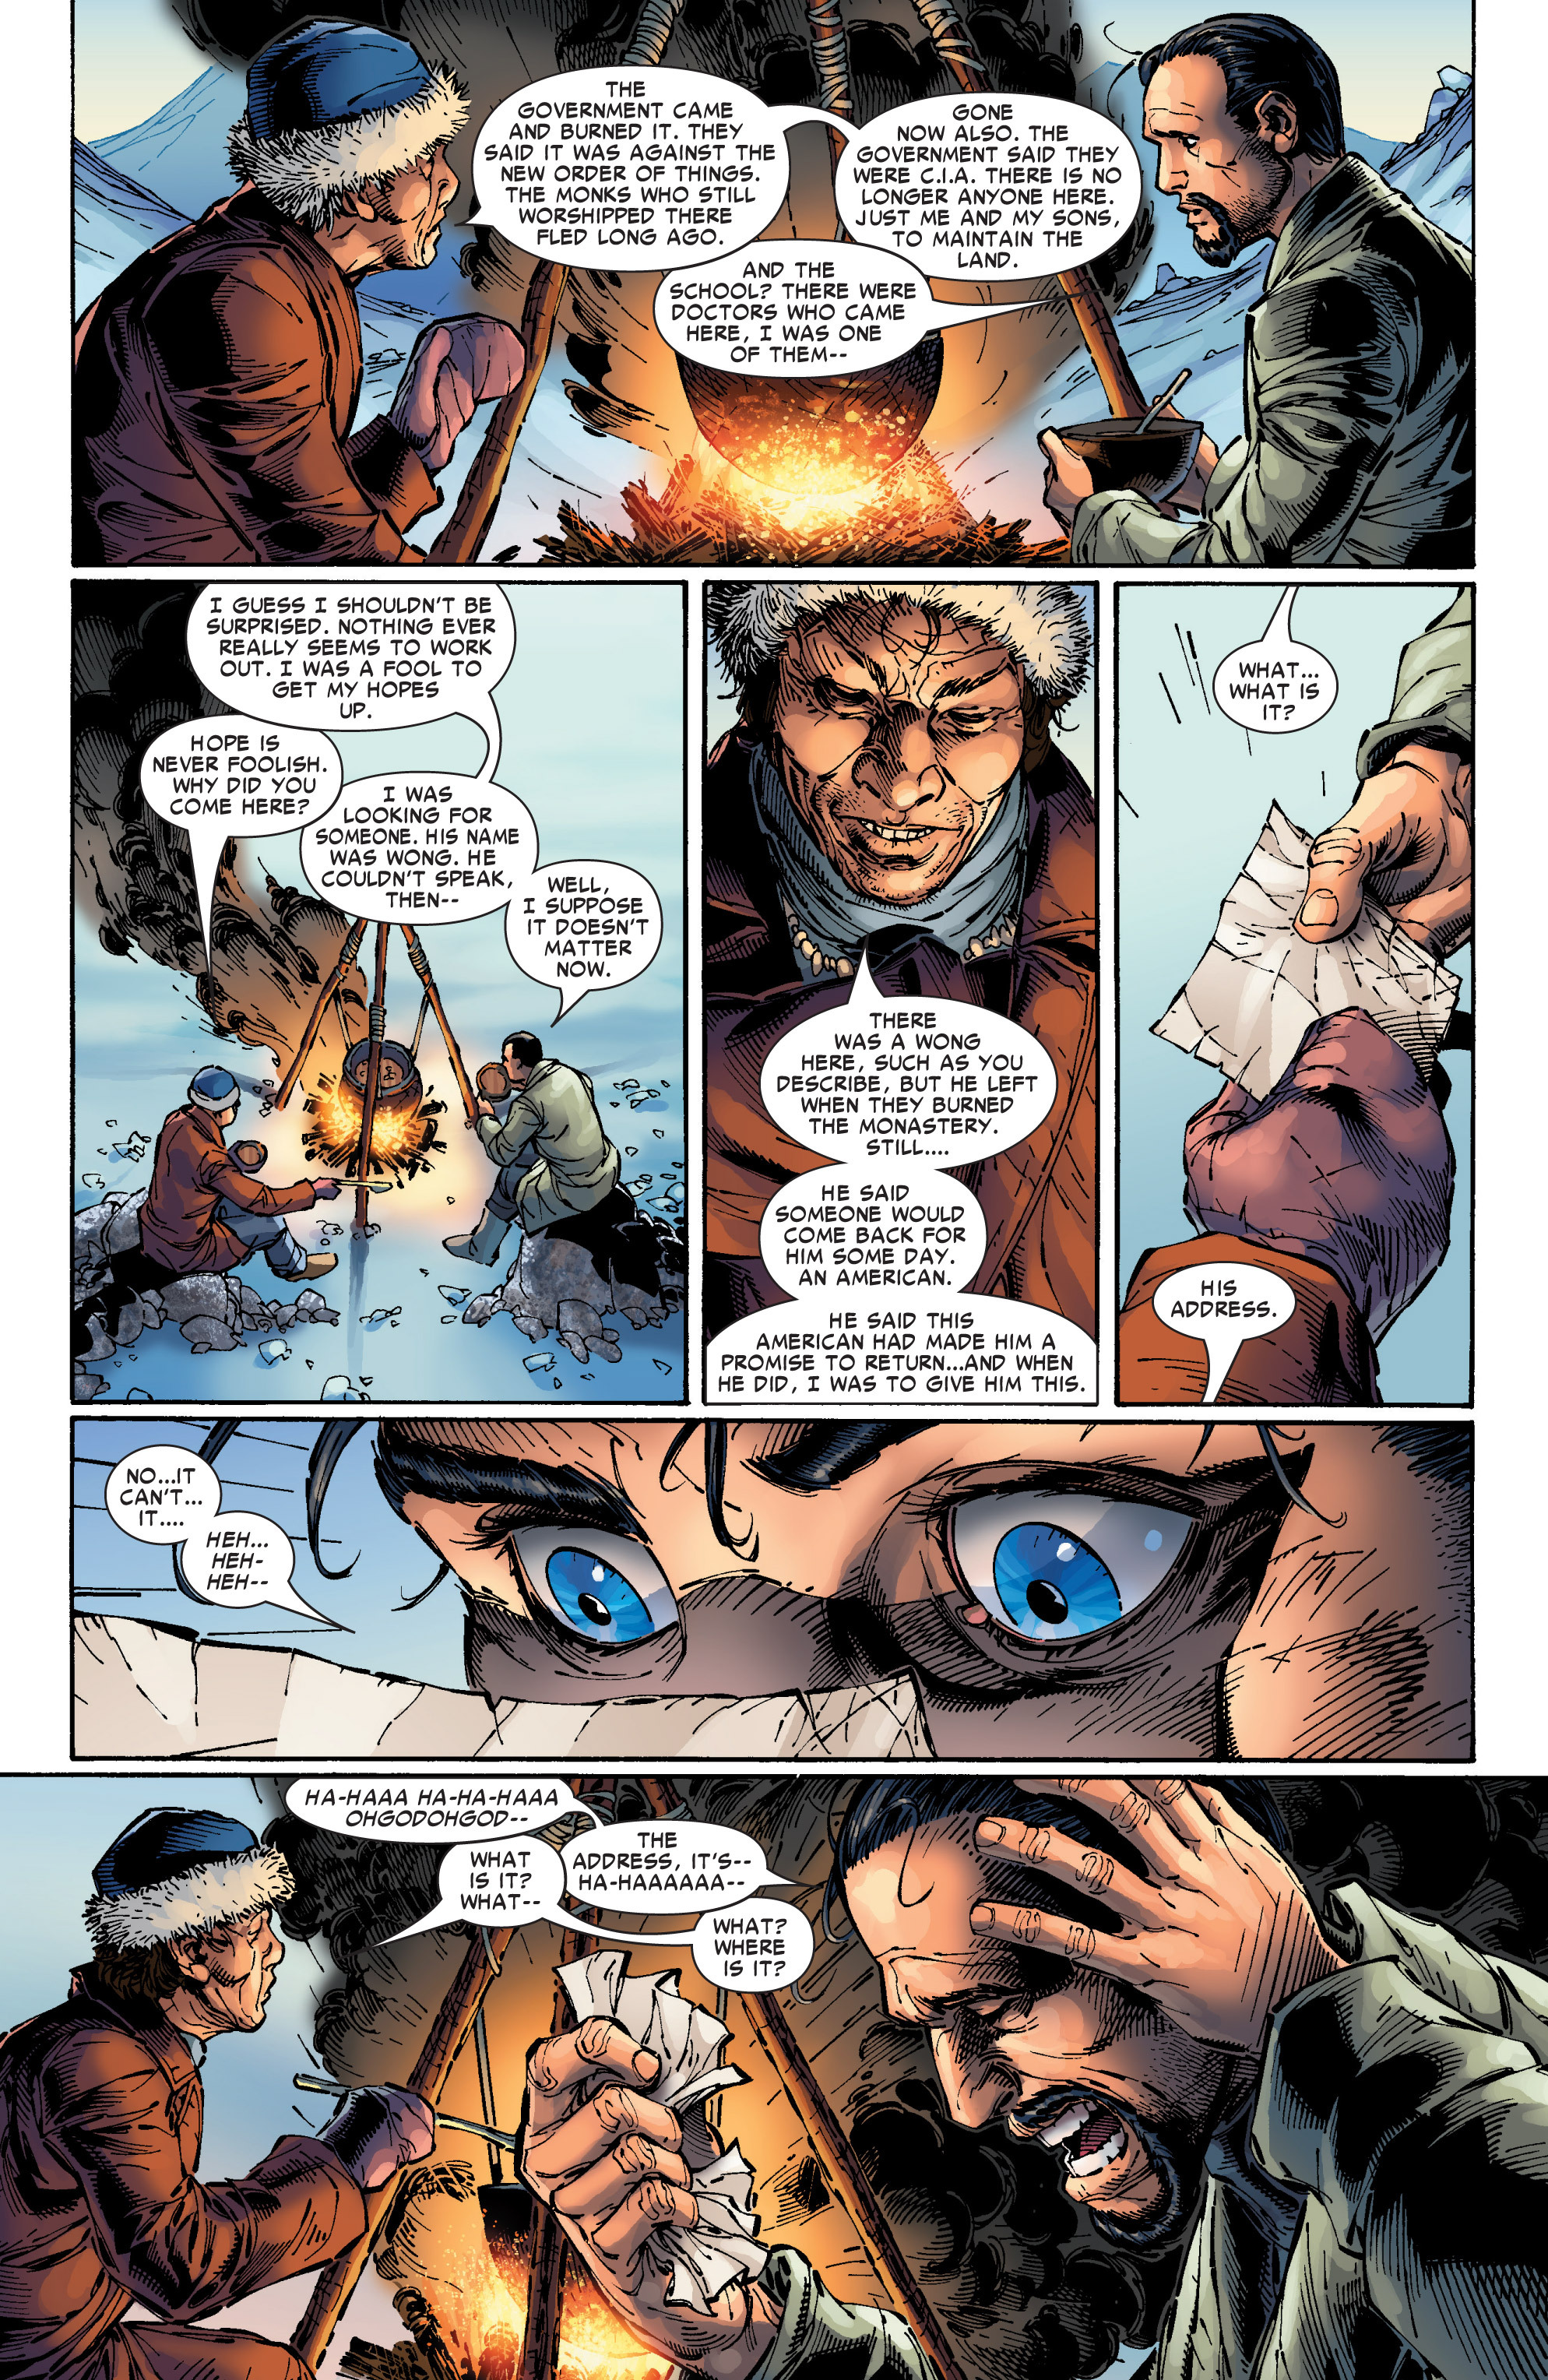 THE
GOVERNMENT CAME
AND BURNED IT. THEY
SAID IT WAS AGAINST THE
NEW ORDER OF THINGS.
THE MONKS WHO STILL
WORSHIPPED THERE
FLED LONG AGO.
AND THE
SCHOOL? THERE WERE
DOCTORS WHO CAME
HERE, I WAS ONE
OF THEM--
GONE
NOW ALSO. THE
GOVERNMENT SAID THEY
WERE C.I.A. THERE IS NO
LONGER ANYONE HERE.
JUST ME AND MY SONS,
TO MAINTAIN THE
LAND.
I GUESS I SHOULDN'T BE
SURPRISED. NOTHING EVER
REALLY SEEMS TO WORK
OUT. I WAS A FOOL TO
GET MY HOPES
UP.
HOPE IS
NEVER FOOLISH.
WHY DID YOU
COME HERE?
I WAS
LOOKING FOR
SOMEONE. HIS NAME
WAS WONG. HE
COULDN'T SPEAK,
THEN--
WELL,
I SUPPOSE
IT DOESN'T
MATTER
NOW.
THERE
WAS A WONG
HERE, SUCH AS YOU
DESCRIBE, BUT HE LEFT
WHEN THEY BURNED
THE MONASTERY.
STILL....
HE SAID
SOMEONE WOULD
COME BACK FOR
HIM SOME DAY.
AN AMERICAN.
HE SAID THIS
AMERICAN HAD MADE HIM A
PROMISE TO RETURN...AND WHEN
HE DID, I WAS TO GIVE HIM THIS.
WHAT...
WHAT IS
IT?
HIS
ADDRESS.
NO...IT
CAN'T...
IT....
HEH...
HEH-
HEH--
HA-HAAA HA-HA-HAAA
OHGODOHGOD--
WHAT
IS IT?
WHAT--
THE
ADDRESS, IT'S--
HA-HAAAAAA--
WHAT?
WHERE
IS IT?